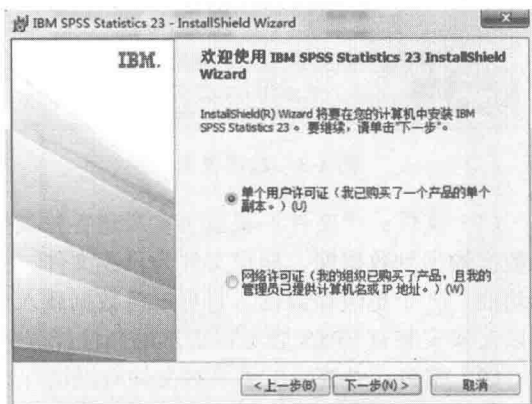 IBM SPSS Statistics 23 - InstallShield Wizard
IBM.
欢迎使用 IBM SPSS Statistics 23 InstallShield
Wizard
InstallShield(R) Wizard 将要在您的计算机中安装 IBM
SPSS Statistics 23。要继续，请单击“下一步”。
单个用户许可证（我已购买了一个产品的单个
副本。）(U)
网络许可证（我的组织已购买了产品，且我的
管理员已提供计算机名或 IP 地址。）(W)
<上一步(B)
下一步(N) >
取消